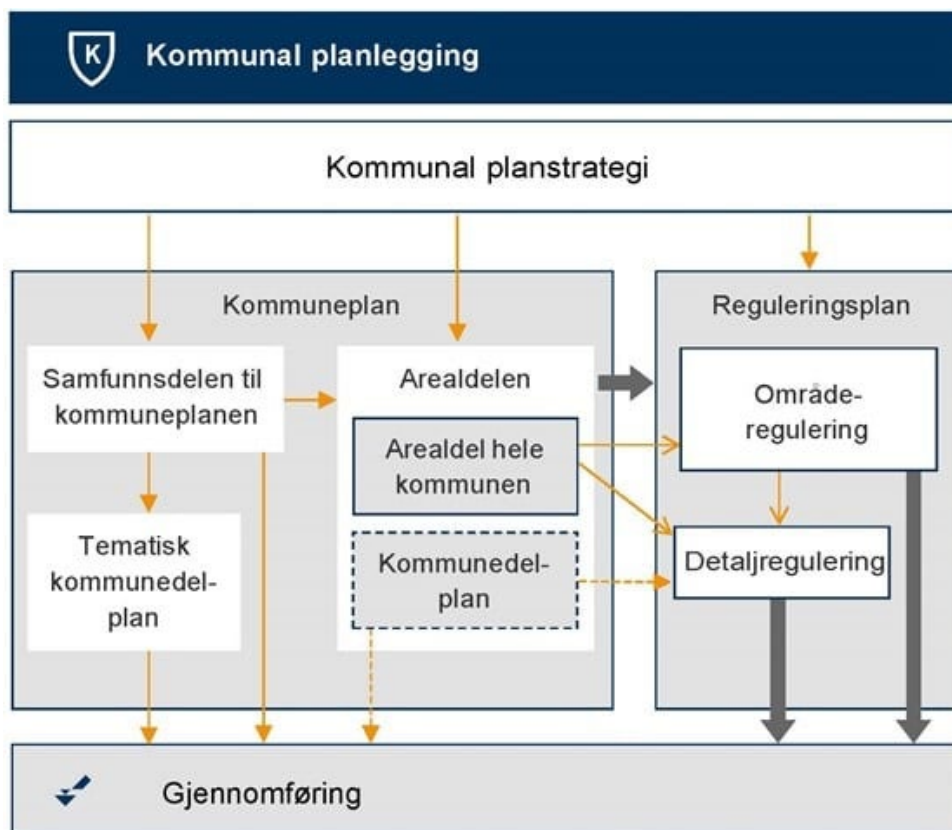 K
Kommunal planlegging
Kommunal planstrategi
Kommuneplan
Samfunnsdelen til
kommuneplanen
Tematisk
kommunedel-
plan
Arealdelen
Arealdel hele
kommunen
Kommunedel-
plan
Reguleringsplan
Område-
regulering
Detaljregulering
Gjennomføring